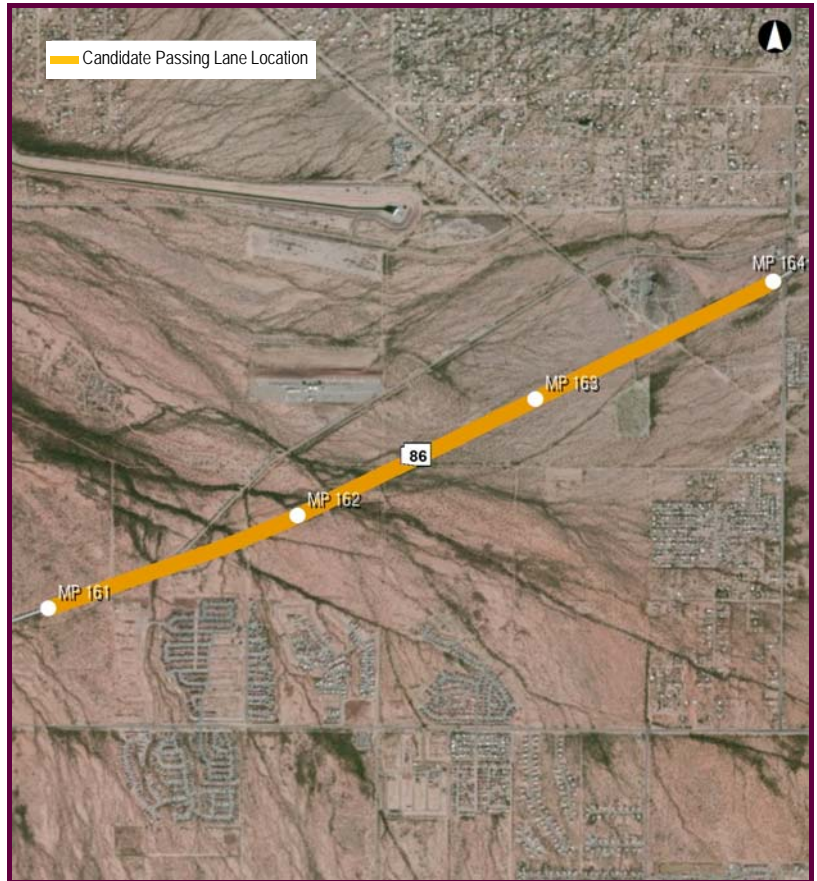 Candidate Passing Lane Location
MP 164
MP 163
86
MP 162
MP 161